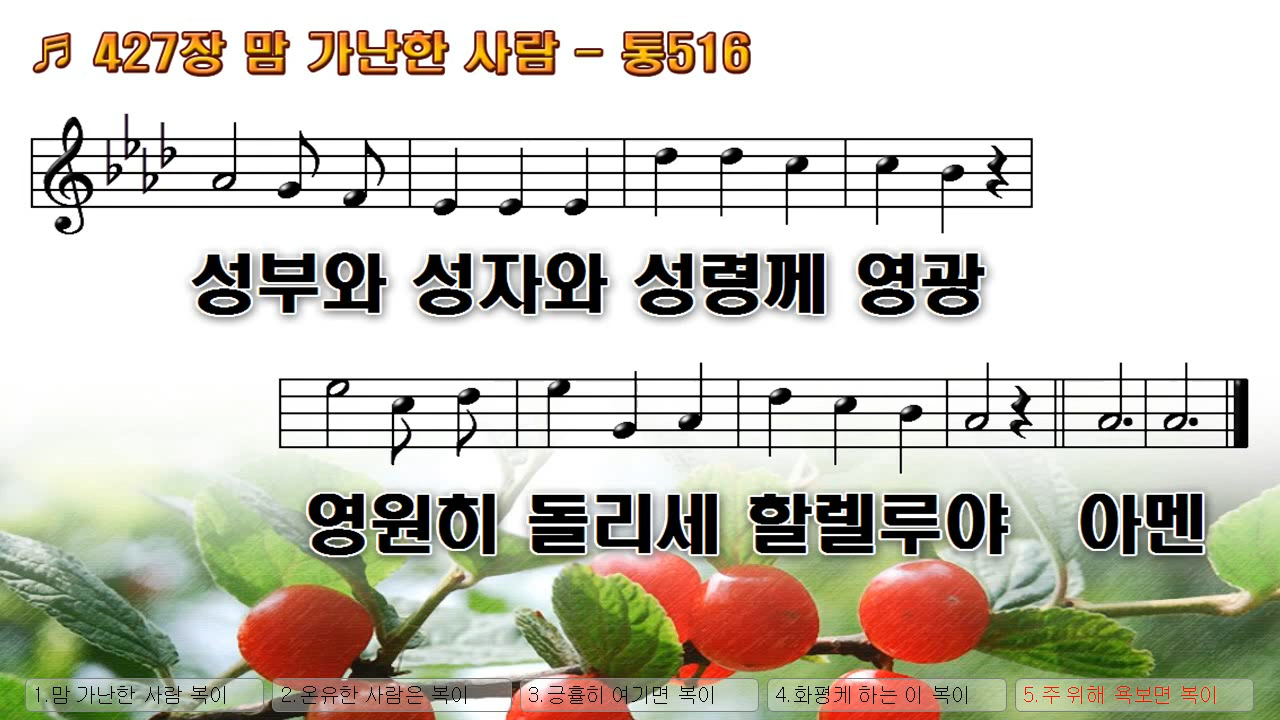 ♬ 427장 맘 가난한 사람 - 통516
성부와 성자와 성령께 영광
영원히 돌리세 할렐루야 아멘
1.맘 가난한 사람 복이
2.온유한 사람은 복이
3.긍휼히 여기면 복이
4.화평케 하는 이 복이
5.주 위해 욕보면 복이